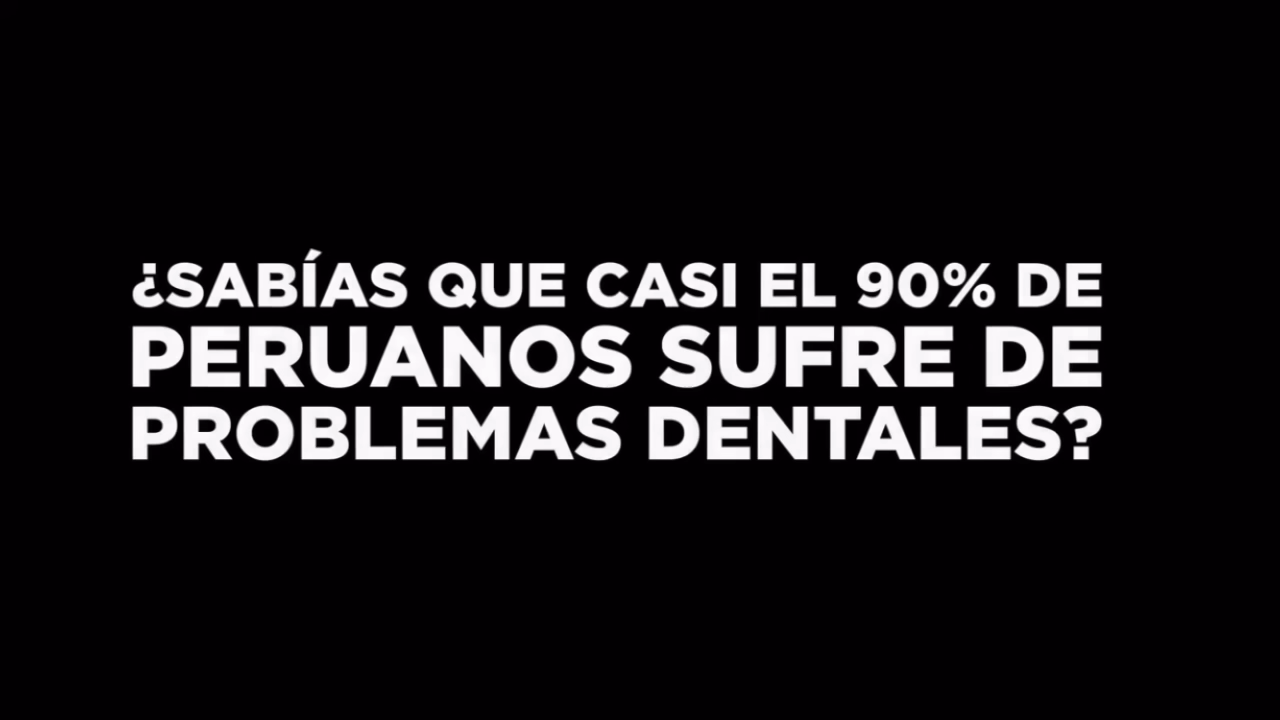 ¿SABÍAS QUE CASI EL 90% DE
PERUANOS SUFRE DE
PROBLEMAS DENTALES?